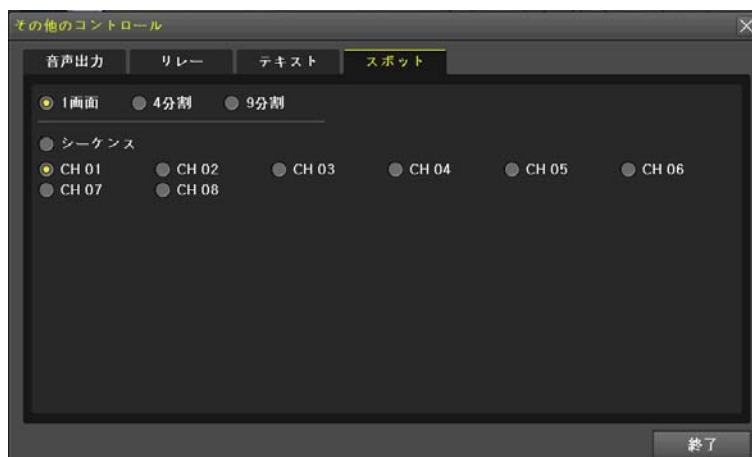 その他のコントロール
音声出力 リレー テキスト スポット
1画面 4分割 9分割
シーケンス
CH 01 CH 02 CH 03 CH 04 CH 05 CH 06
CH 07 CH 08
終了